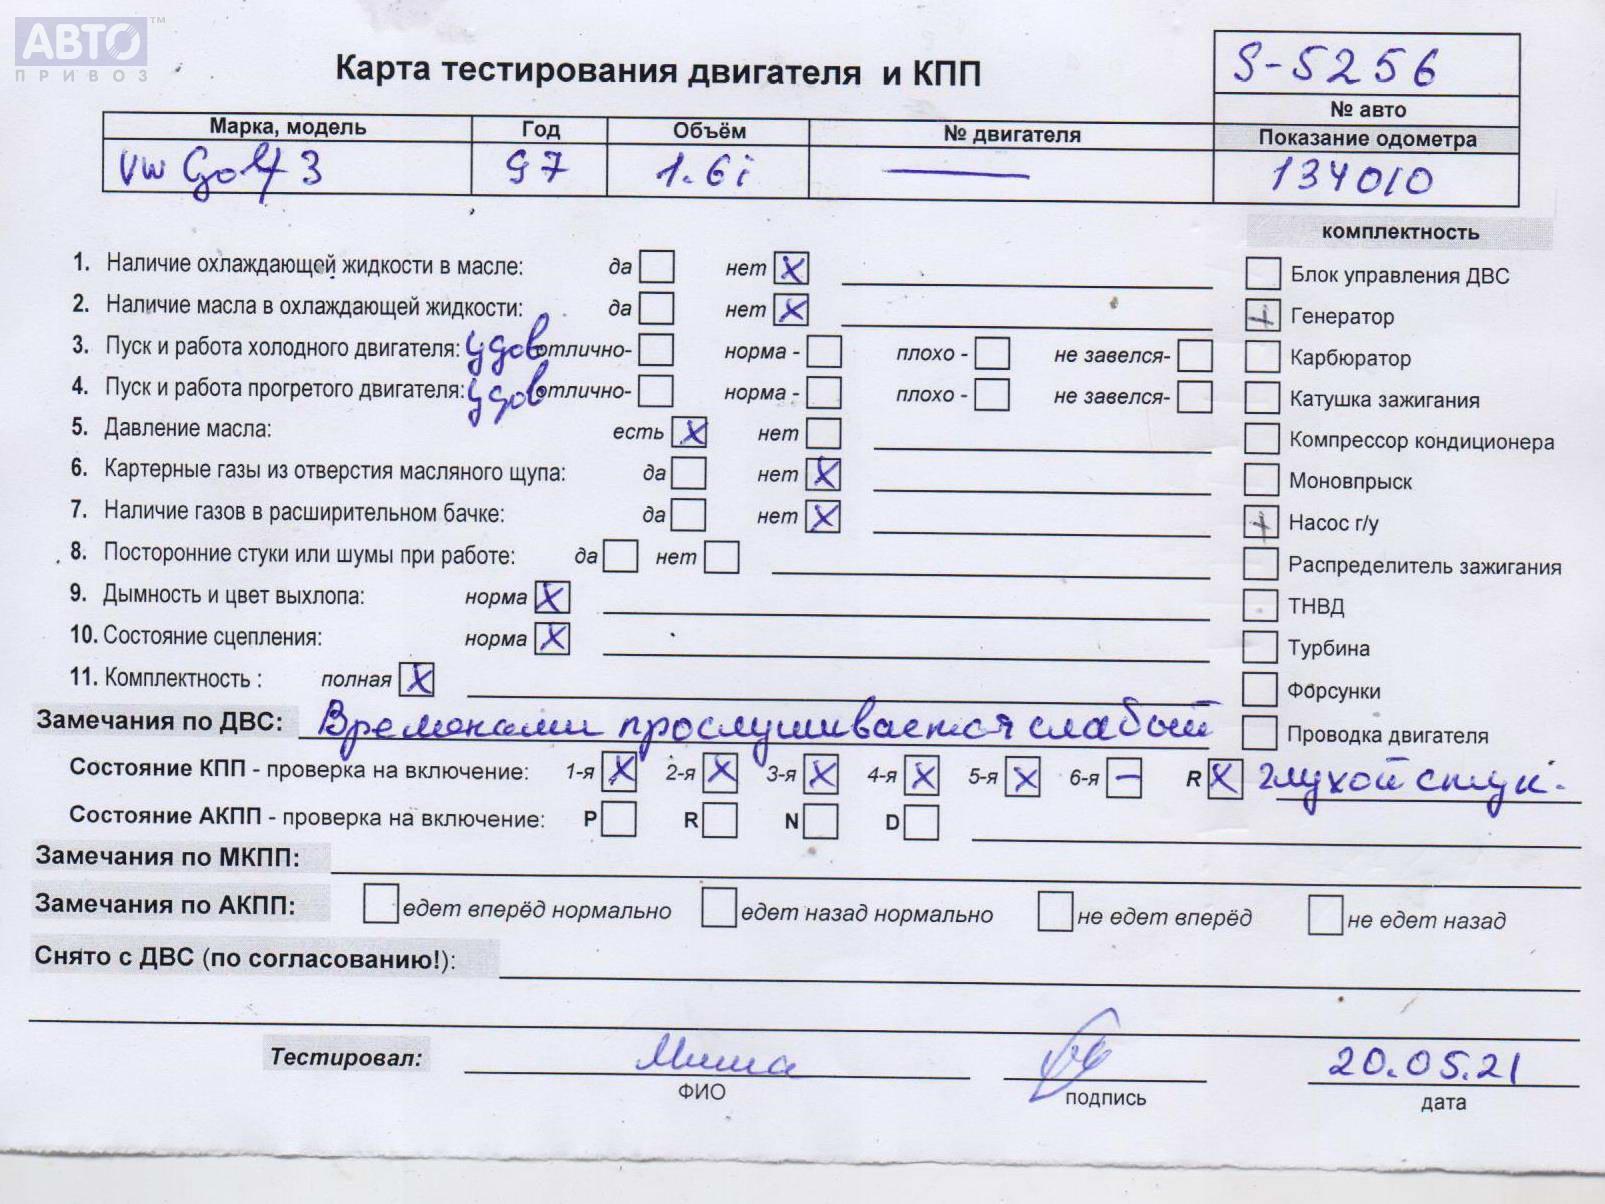 АВТО ™
ПРИВОЗ
Карта тестирования двигателя и КПП
S-5256
№ авто
Марка, модель Год Объём № двигателя Показание одометра
VW Golf 3 97 1.6i — 134010
комплектность
1. Наличие охлаждающей жидкости в масле: да нет X
Блок управления ДВС
2. Наличие масла в охлаждающей жидкости: да нет X
+ Генератор
3. Пуск и работа холодного двигателя: удов отлично- норма - плохо - не завелся-
Карбюратор
4. Пуск и работа прогретого двигателя: удов отлично- норма - плохо - не завелся-
Катушка зажигания
5. Давление масла: есть X нет
Компрессор кондиционера
6. Картерные газы из отверстия масляного щупа: да нет X
Моновпрыск
7. Наличие газов в расширительном бачке: да нет X
+ Насос г/у
8. Посторонние стуки или шумы при работе: да нет
Распределитель зажигания
9. Дымность и цвет выхлопа: норма X
ТНВД
10. Состояние сцепления: норма X
Турбина
11. Комплектность : полная X
Форсунки
Замечания по ДВС: Временами прослушивается слабый
Проводка двигателя
Состояние КПП - проверка на включение: 1-я X 2-я X 3-я X 4-я X 5-я X 6-я — R X глухой стук.
Состояние АКПП - проверка на включение: P R N D
Замечания по МКПП:
Замечания по АКПП: едет вперёд нормально едет назад нормально не едет вперёд не едет назад
Снято с ДВС (по согласованию!):
Тестировал: Миша 20.05.21
ФИО подпись дата